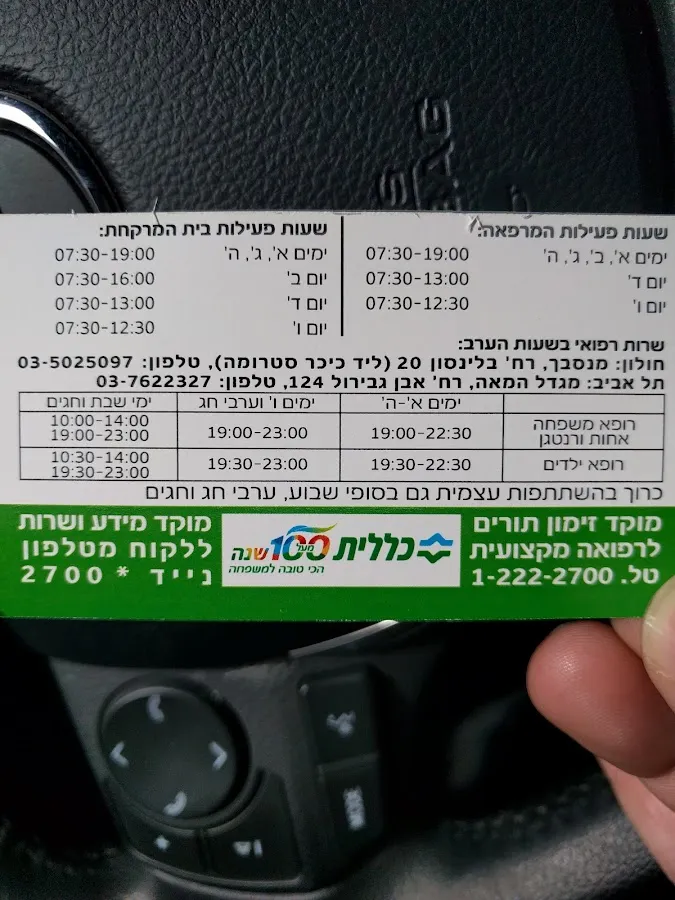 שעות פעילות המרפאה:
ימים א', ב', ג', ה' 07:30-19:00
יום ד' 07:30-13:00
יום ו' 07:30-12:30
שעות פעילות בית המרקחת:
ימים א', ג', ה' 07:30-19:00
יום ב' 07:30-16:00
יום ד' 07:30-13:00
יום ו' 07:30-12:30
שרות רפואי בשעות הערב:
חולון: מנסבך, רח' בלינסון 20 (ליד כיכר סטרומה), טלפון: 03-5025097
תל אביב: מגדל המאה, רח' אבן גבירול 124, טלפון: 03-7622327
ימים א'-ה' ימים ו' וערבי חג ימי שבת וחגים
רופא משפחה אחות ורנטגן 19:00-22:30 19:00-23:00 10:00-14:00 19:00-23:00
רופא ילדים 19:30-22:30 19:30-23:00 10:30-14:00 19:30-23:00
כרוך בהשתתפות עצמית גם בסופי שבוע, ערבי חג וחגים
מוקד זימון תורים
לרפואה מקצועית
טל. 1-222-2700
כללית מעל 100 שנה
הכי טובה למשפחה
מוקד מידע ושרות
ללקוח מטלפון
נייד * 2700
MODE